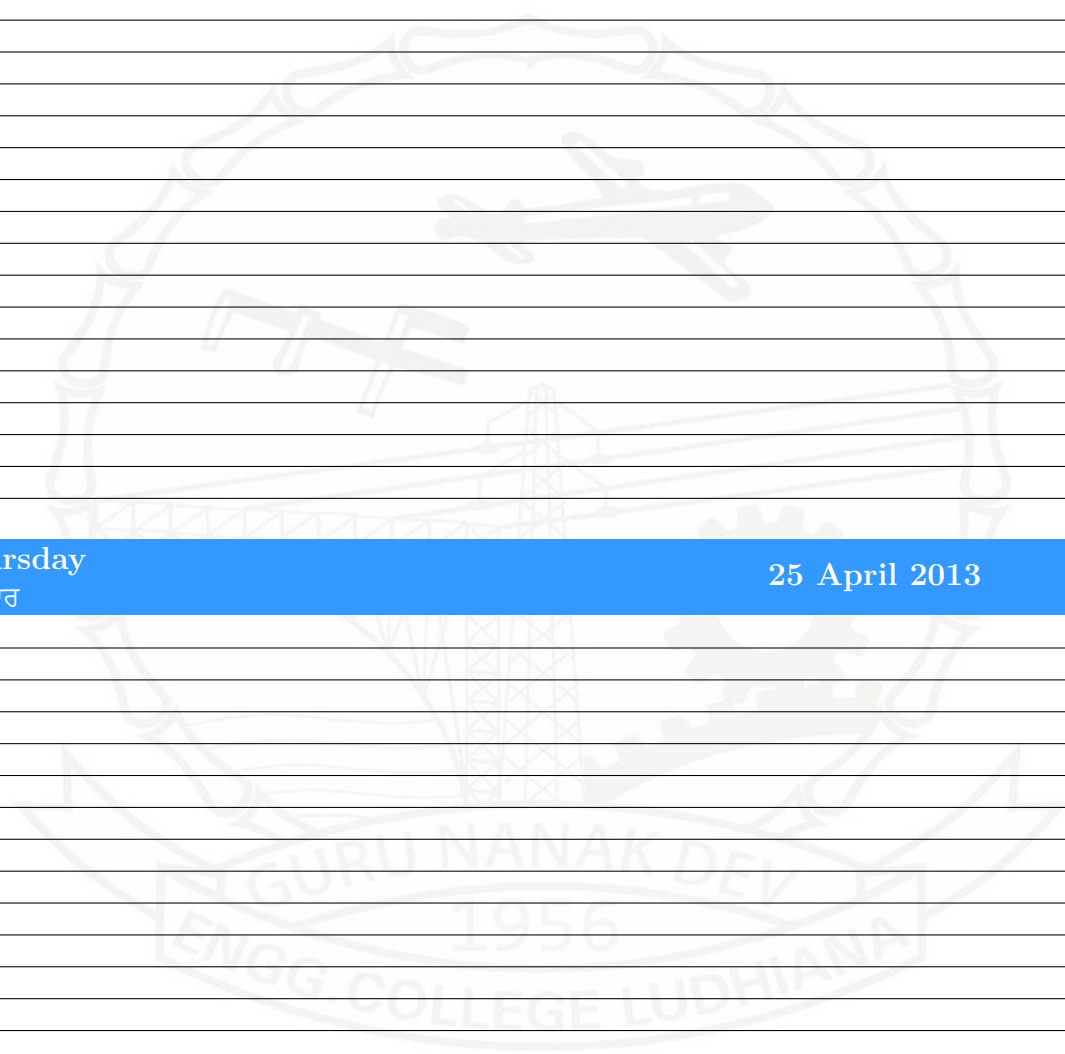 rsday
ਾਰ
25 April 2013
GURU NANAK DEV
1956
ENGG. COLLEGE LUDHIANA